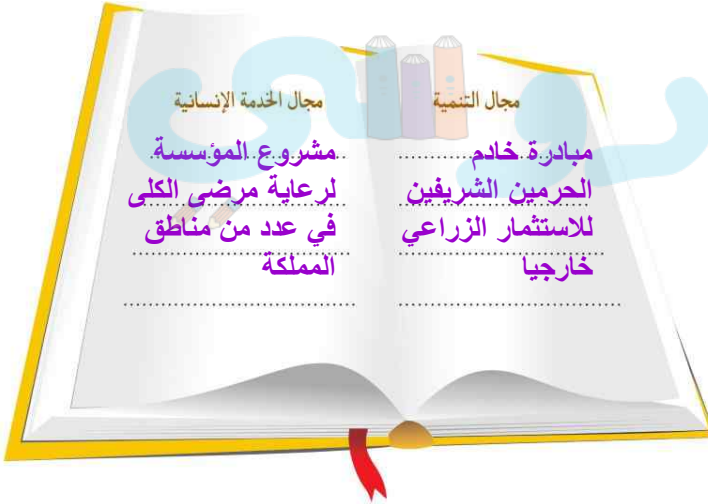 مجال التنمية
مبادرة خادم
الحرمين الشريفين
للاستثمار الزراعي
خارجيا
مجال الخدمة الإنسانية
مشروع المؤسسة
لرعاية مرضى الكلى
في عدد من مناطق
المملكة